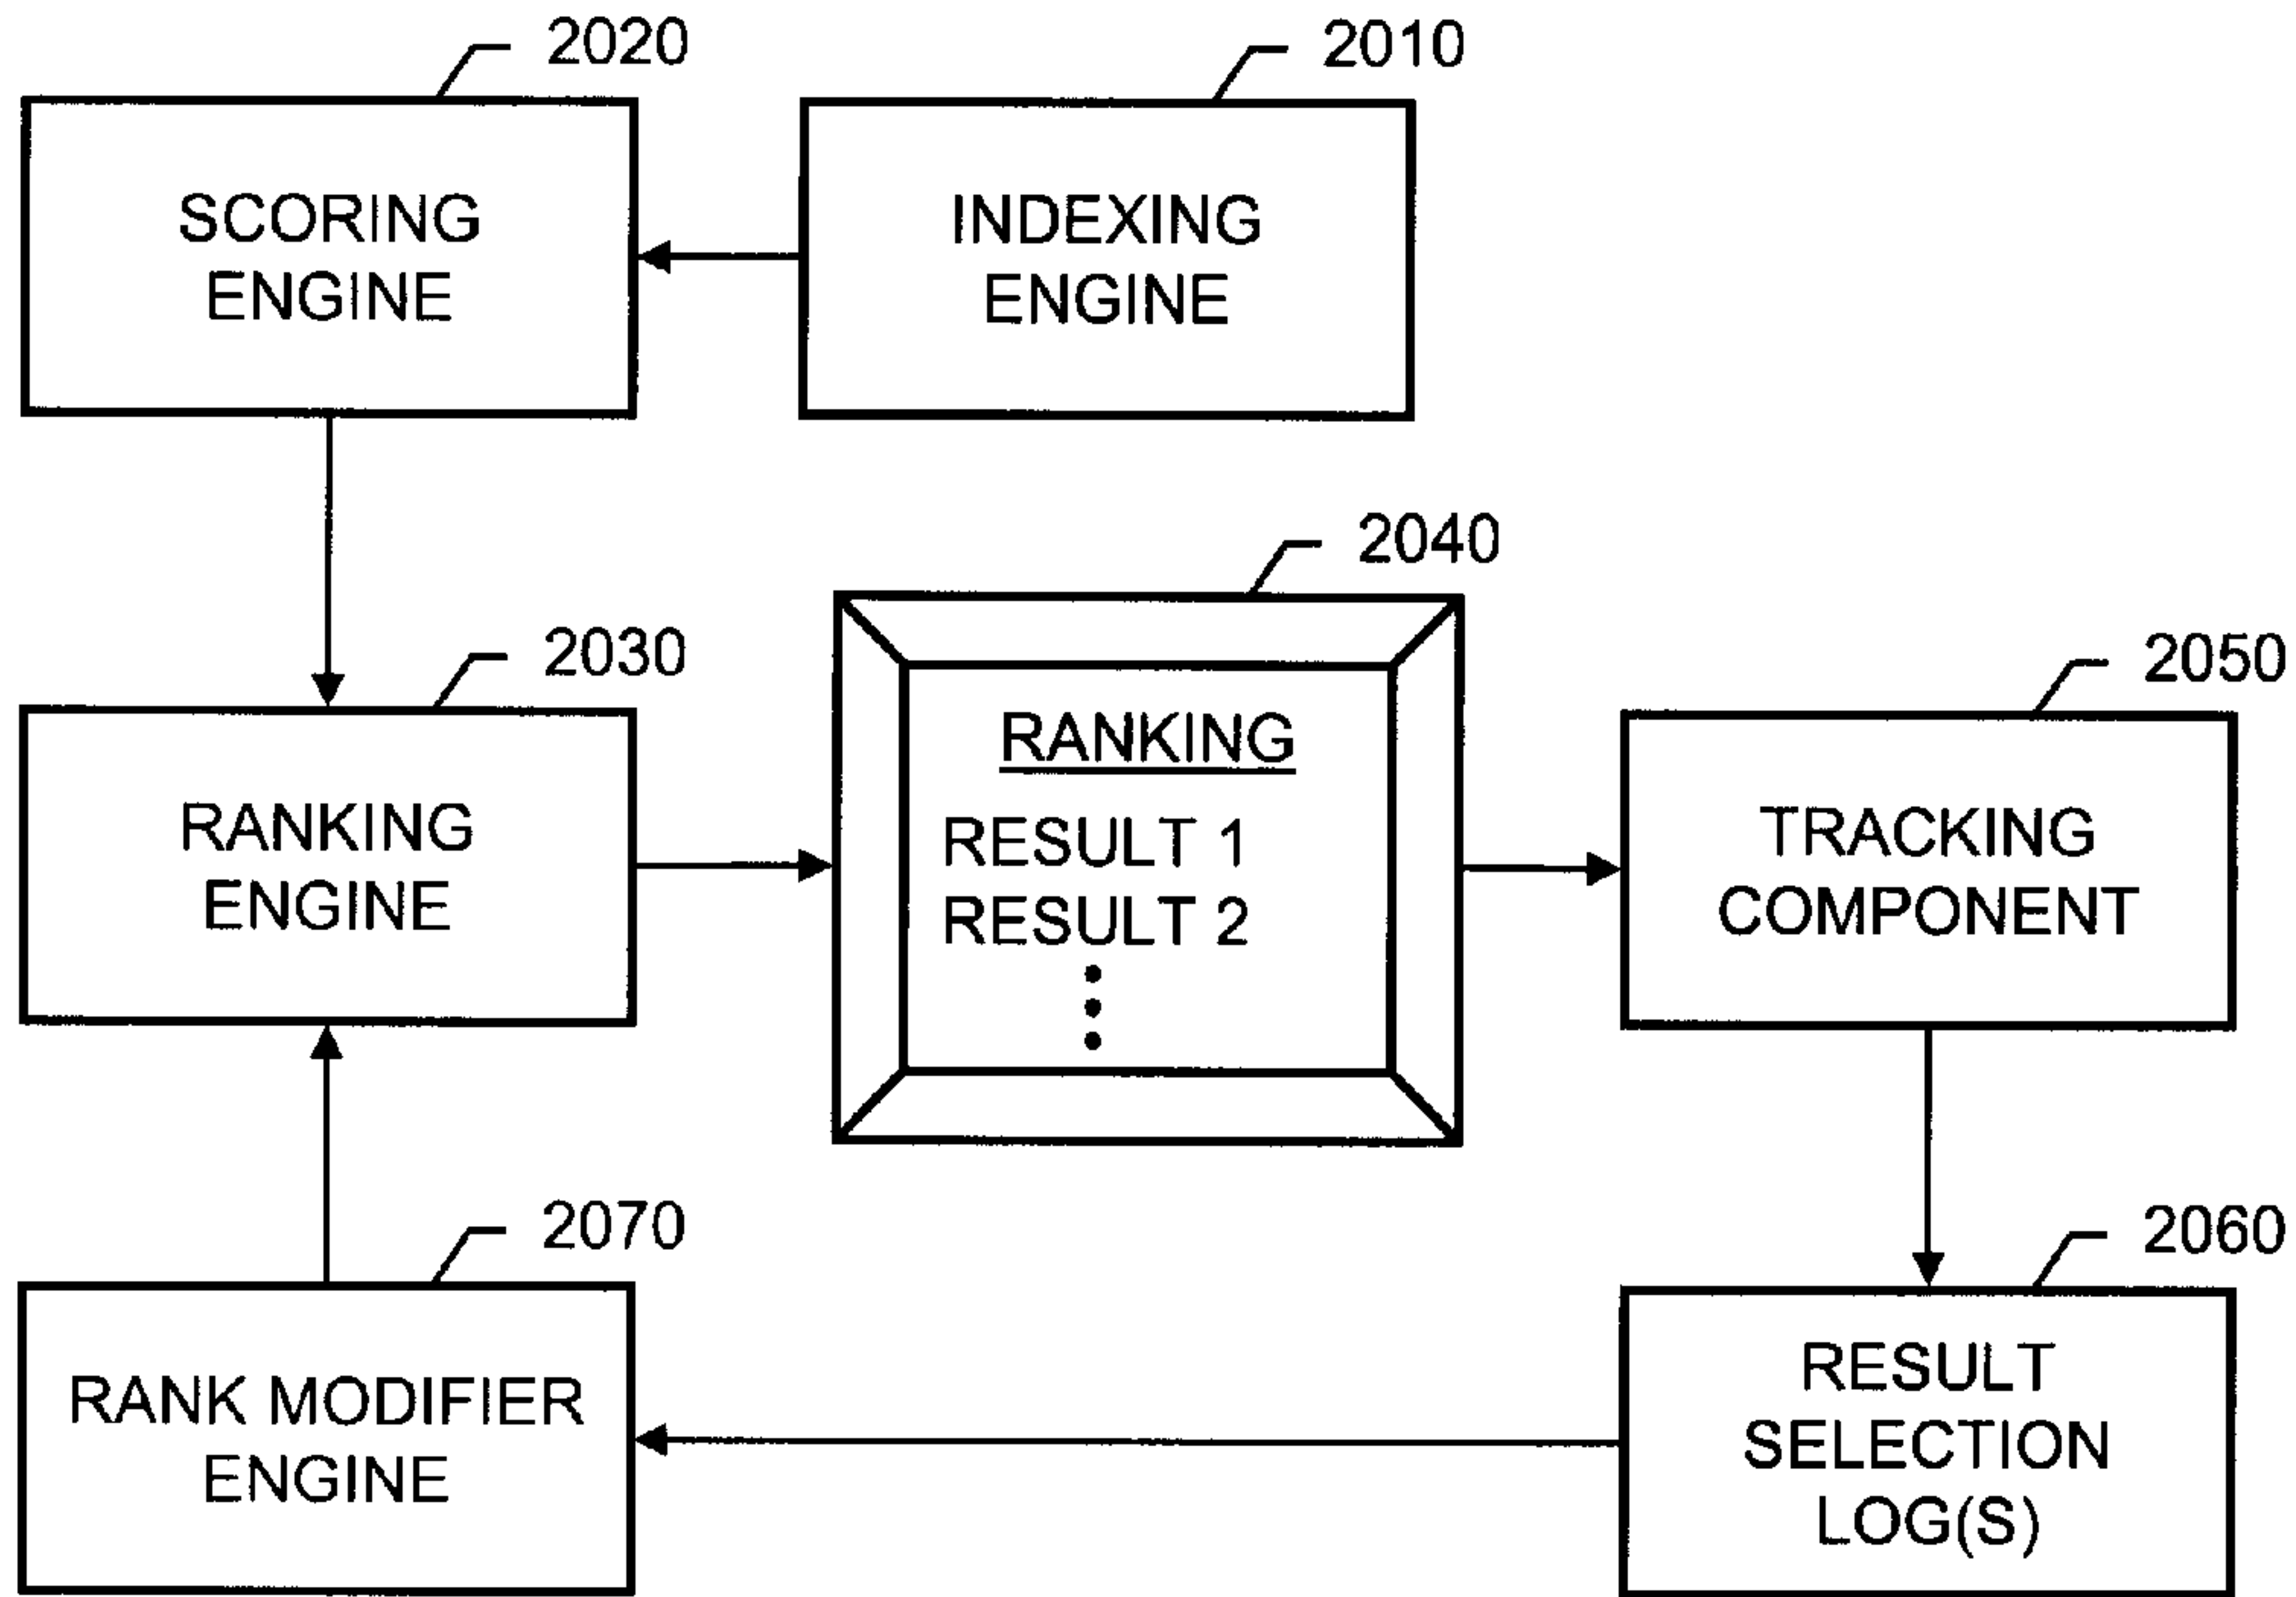 2020
2010
SCORING
ENGINE
INDEXING
ENGINE
2040
2030
2050
RANKING
ENGINE
RANKING
RESULT 1
RESULT 2
TRACKING
COMPONENT
2070
2060
RANK MODIFIER
ENGINE
RESULT
SELECTION
LOG(S)